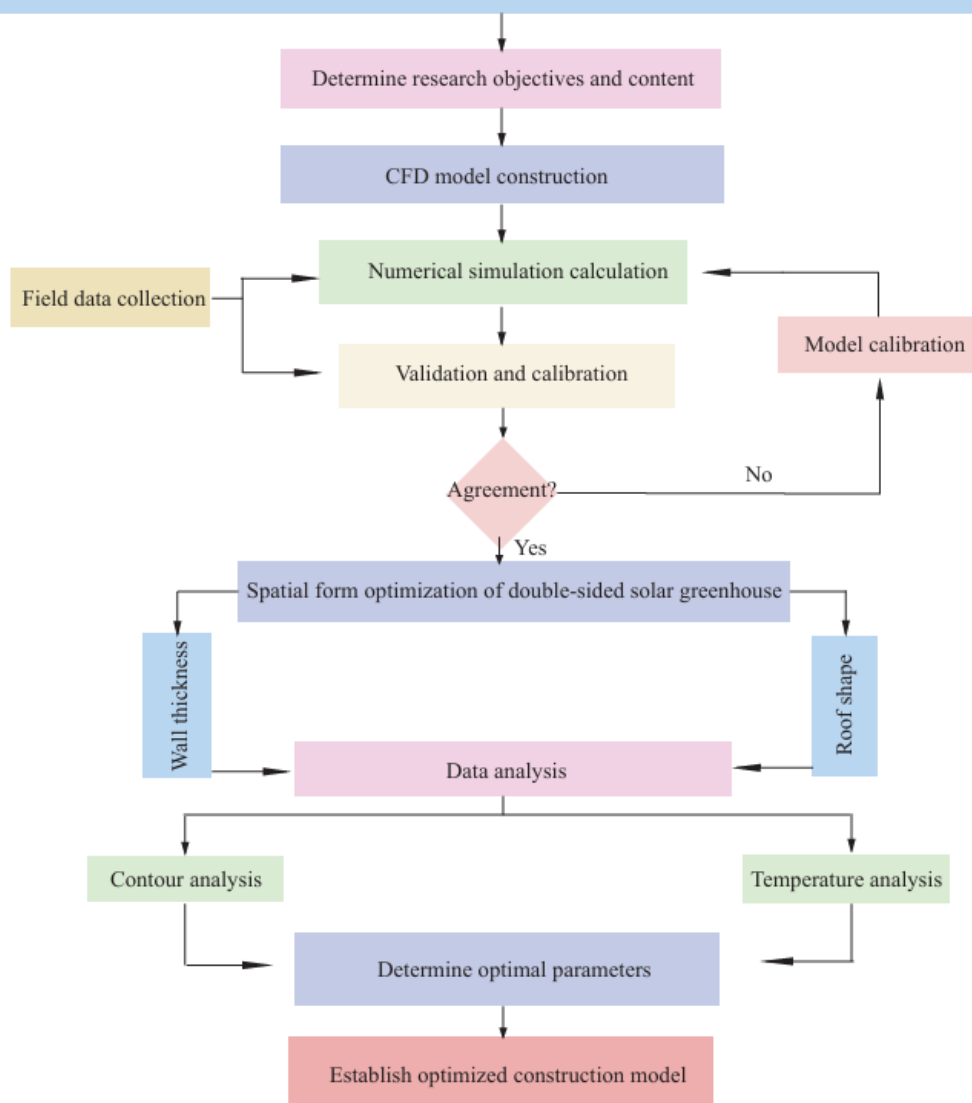 Determine research objectives and content
CFD model construction
Numerical simulation calculation
Field data collection
Model calibration
Validation and calibration
Agreement?
No
Yes
Spatial form optimization of double-sided solar greenhouse
Wall thickness
Roof shape
Data analysis
Contour analysis
Temperature analysis
Determine optimal parameters
Establish optimized construction model